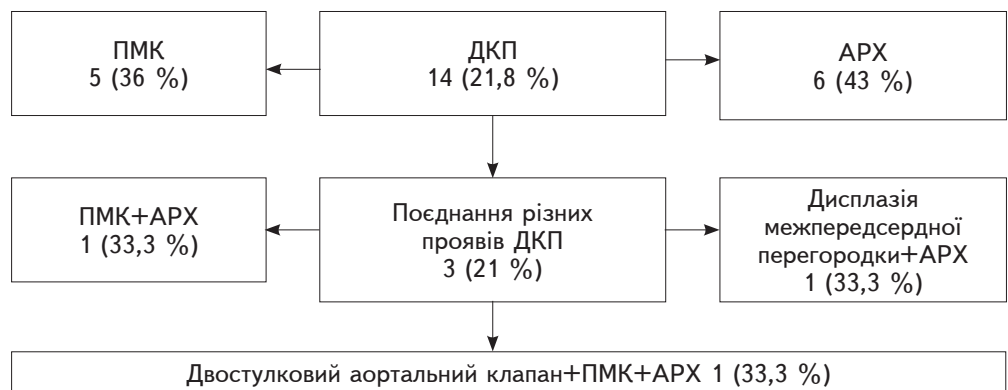 ПМК
5 (36 %)
ДКП
14 (21,8 %)
АРХ
6 (43 %)
ПМК+АРХ
1 (33,3 %)
Поєднання різних
проявів ДКП
3 (21 %)
Дисплазія
межпередсердної
перегородки+АРХ
1 (33,3 %)
Двостулковий аортальний клапан+ПМК+АРХ 1 (33,3 %)